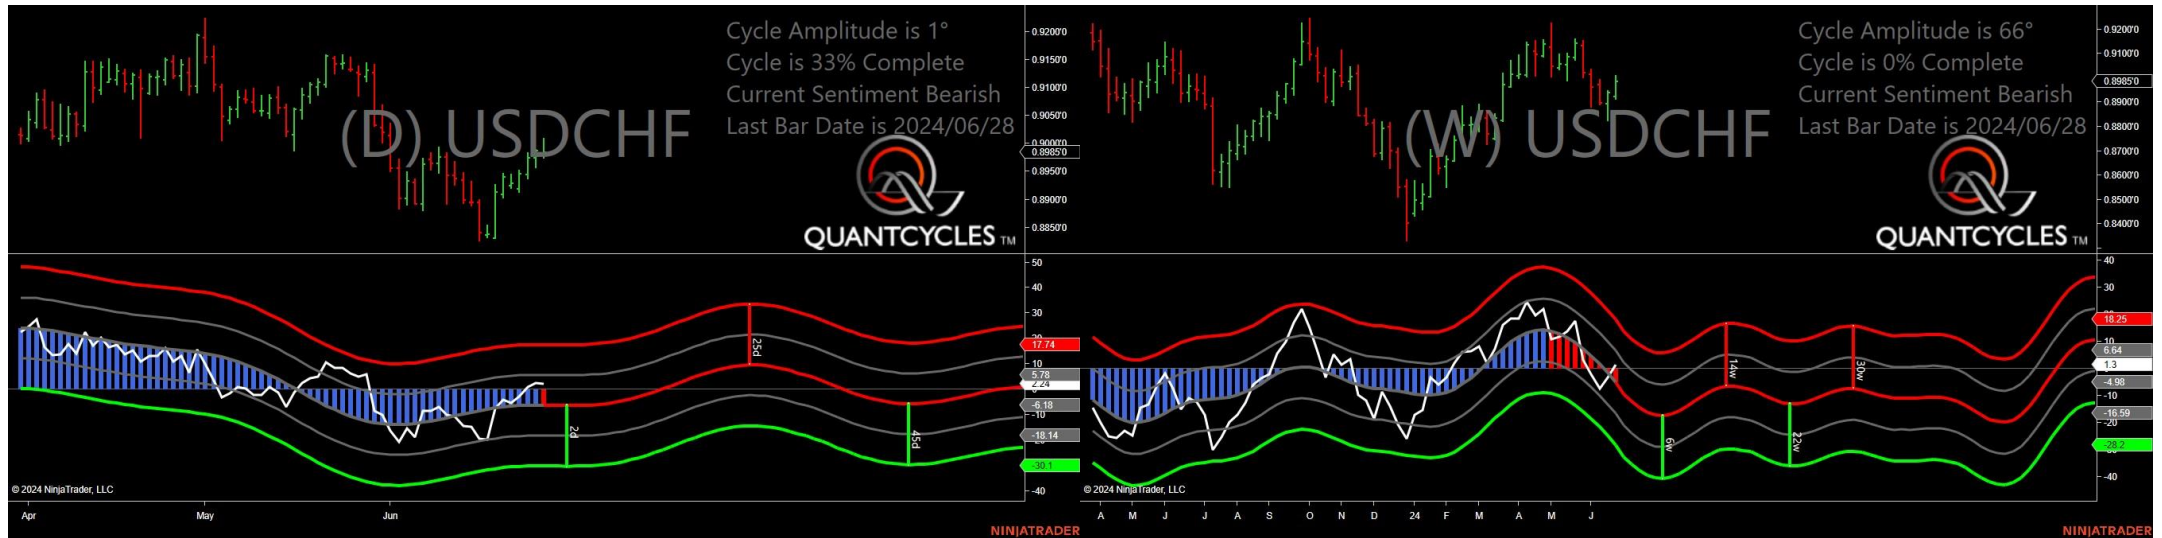 Cycle Amplitude is 1°
Cycle is 33% Complete
Current Sentiment Bearish
Last Bar Date is 2024/06/28
(D) USDCHF
QUANTCYCLES TM
0.9200'0
0.9150'0
0.9100'0
0.9050'0
0.9000'0
0.8985'0
0.8950'0
0.8900'0
0.8850'0
50
40
30
17.74
10
5.78
2.24
-6.18
-10
-18.14
-30.1
-40
2d
25d
45d
© 2024 NinjaTrader, LLC
Apr May Jun
NINJATRADER
Cycle Amplitude is 66°
Cycle is 0% Complete
Current Sentiment Bearish
Last Bar Date is 2024/06/28
(W) USDCHF
QUANTCYCLES TM
0.9200'0
0.9100'0
0.8985'0
0.8900'0
0.8800'0
0.8700'0
0.8600'0
0.8500'0
0.8400'0
40
30
18.25
10
6.64
1.3
-4.98
-10
-16.59
-20
-28.2
-40
6w
14w
22w
30w
© 2024 NinjaTrader, LLC
A M J J A S O N D 24 F M A M J
NINJATRADER